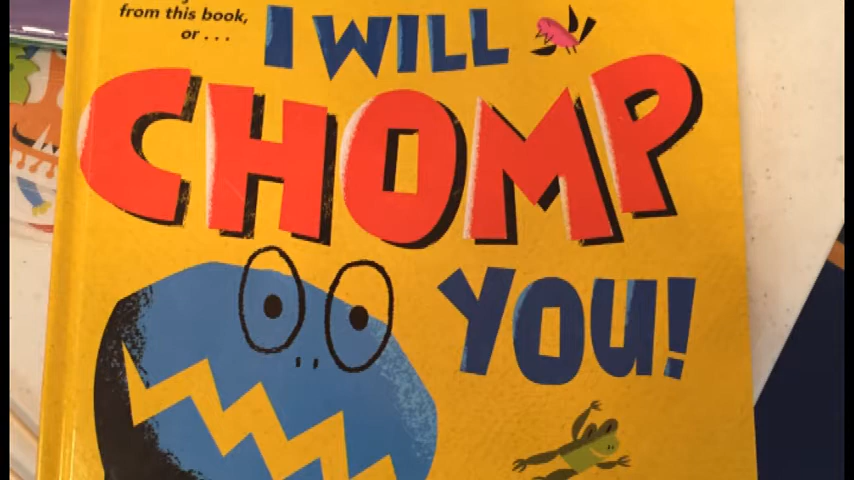 from this book,
or . . .
I WILL
CHOMP
YOU!